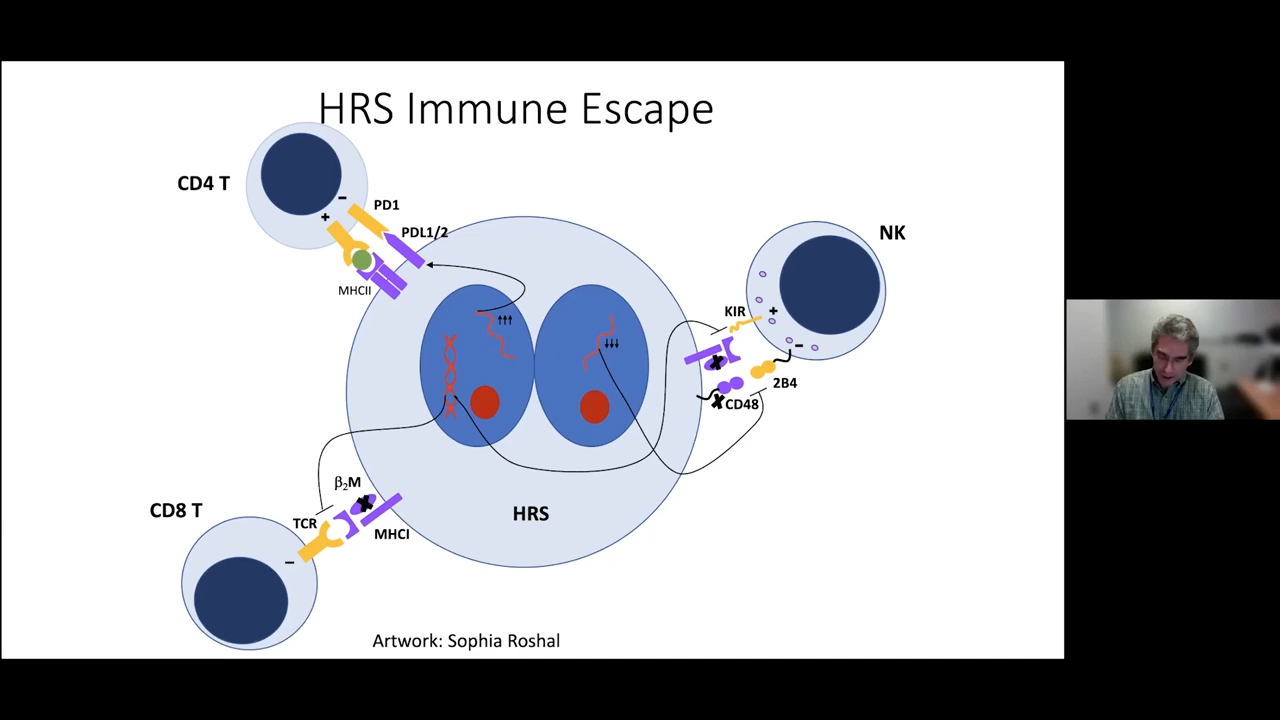 HRS Immune Escape
CD4 T
PD1
PDL1/2
MHCII
NK
KIR
2B4
CD48
β2M
CD8 T
TCR
MHCI
HRS
Artwork: Sophia Roshal